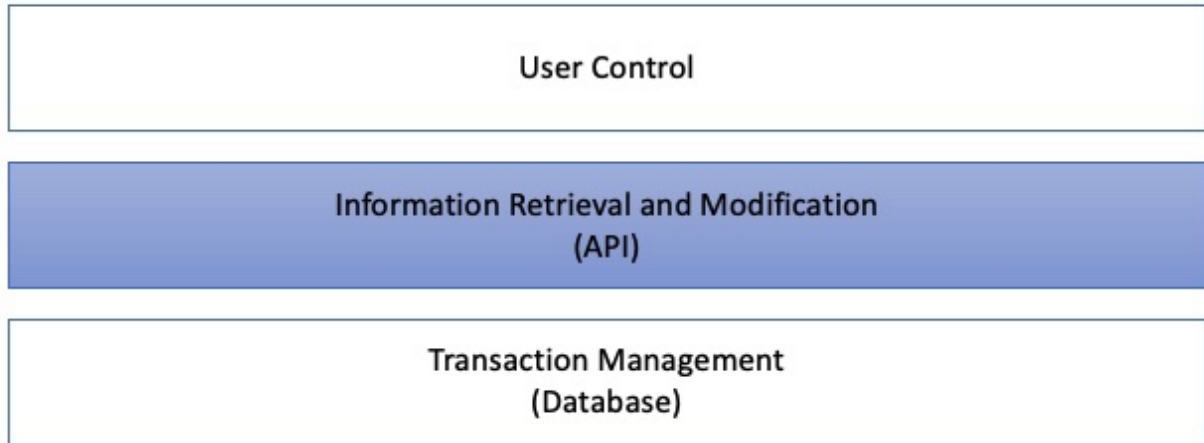 User Control
Information Retrieval and Modification
(API)
Transaction Management
(Database)